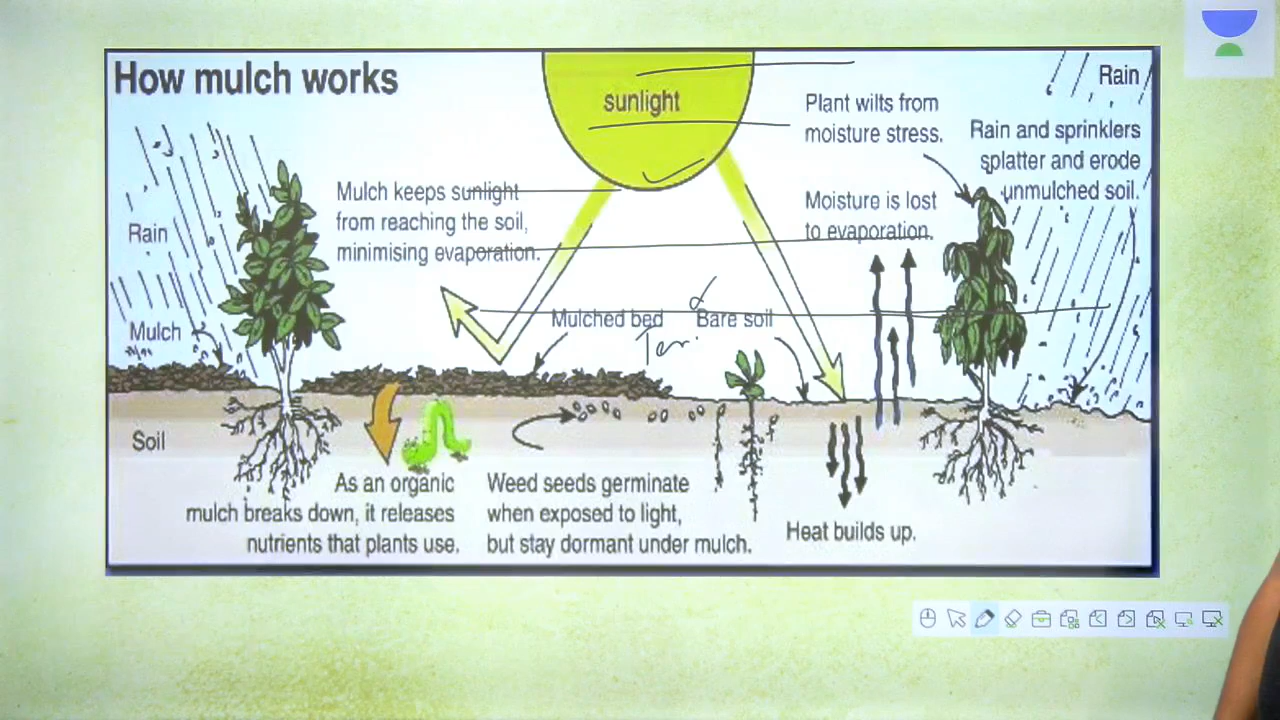 How mulch works
sunlight
Rain
Plant wilts from
moisture stress.
Rain and sprinklers
splatter and erode
unmulched soil.
Mulch keeps sunlight
from reaching the soil,
minimising evaporation.
Moisture is lost
to evaporation.
Rain
Mulch
Mulched bed
Bare soil
Soil
As an organic
mulch breaks down, it releases
nutrients that plants use.
Weed seeds germinate
when exposed to light,
but stay dormant under mulch.
Heat builds up.